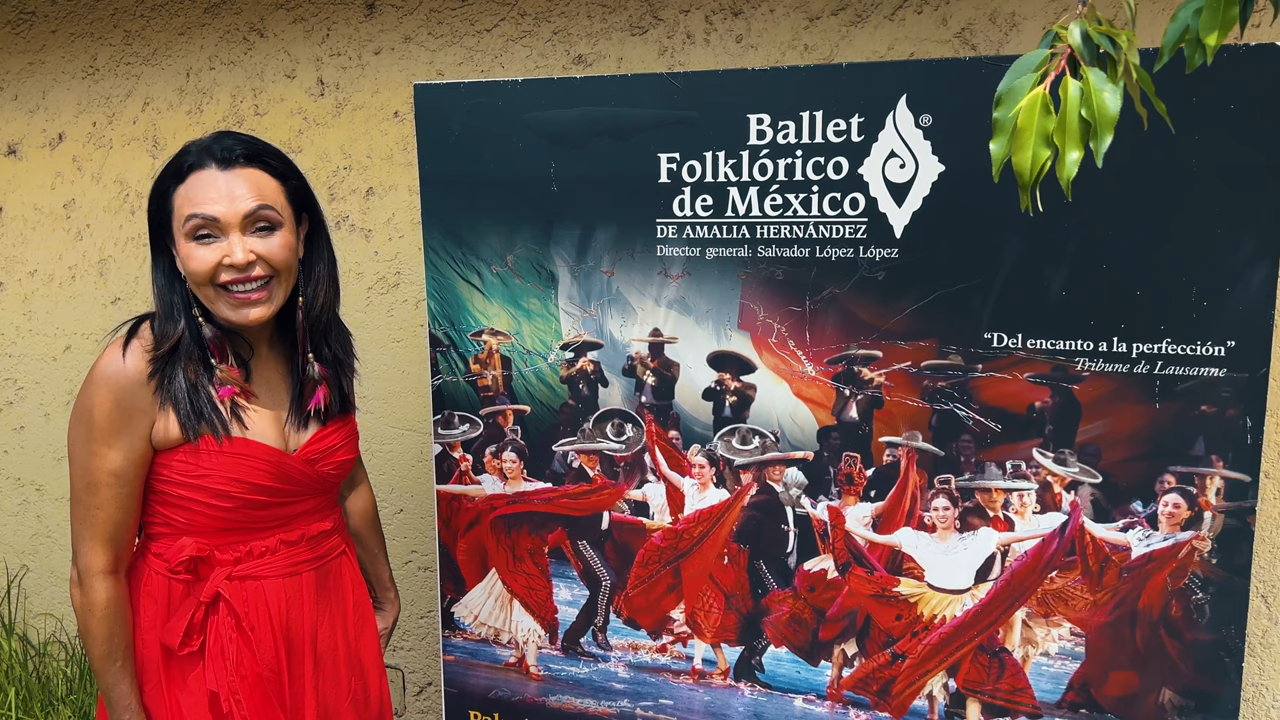 Ballet
Folklórico
de México
®
DE AMALIA HERNÁNDEZ
Director general: Salvador López López
“Del encanto a la perfección”
Tribune de Lausanne